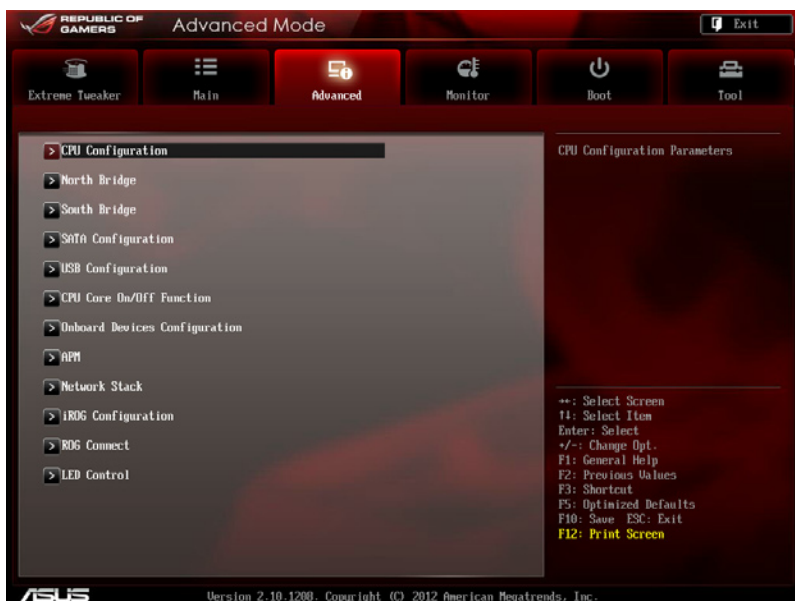 REPUBLIC OF
GAMERS
Advanced Mode
Exit
Extreme Tweaker
Main
Advanced
Monitor
Boot
Tool
> CPU Configuration
> North Bridge
> South Bridge
> SATA Configuration
> USB Configuration
> CPU Core On/Off Function
> Onboard Devices Configuration
> APM
> Network Stack
> iROG Configuration
> ROG Connect
> LED Control
CPU Configuration Parameters
→←: Select Screen
↑↓: Select Item
Enter: Select
+/-: Change Opt.
F1: General Help
F2: Previous Values
F3: Shortcut
F5: Optimized Defaults
F10: Save ESC: Exit
F12: Print Screen
ASUS
Version 2.10.1208. Copyright (C) 2012 American Megatrends, Inc.